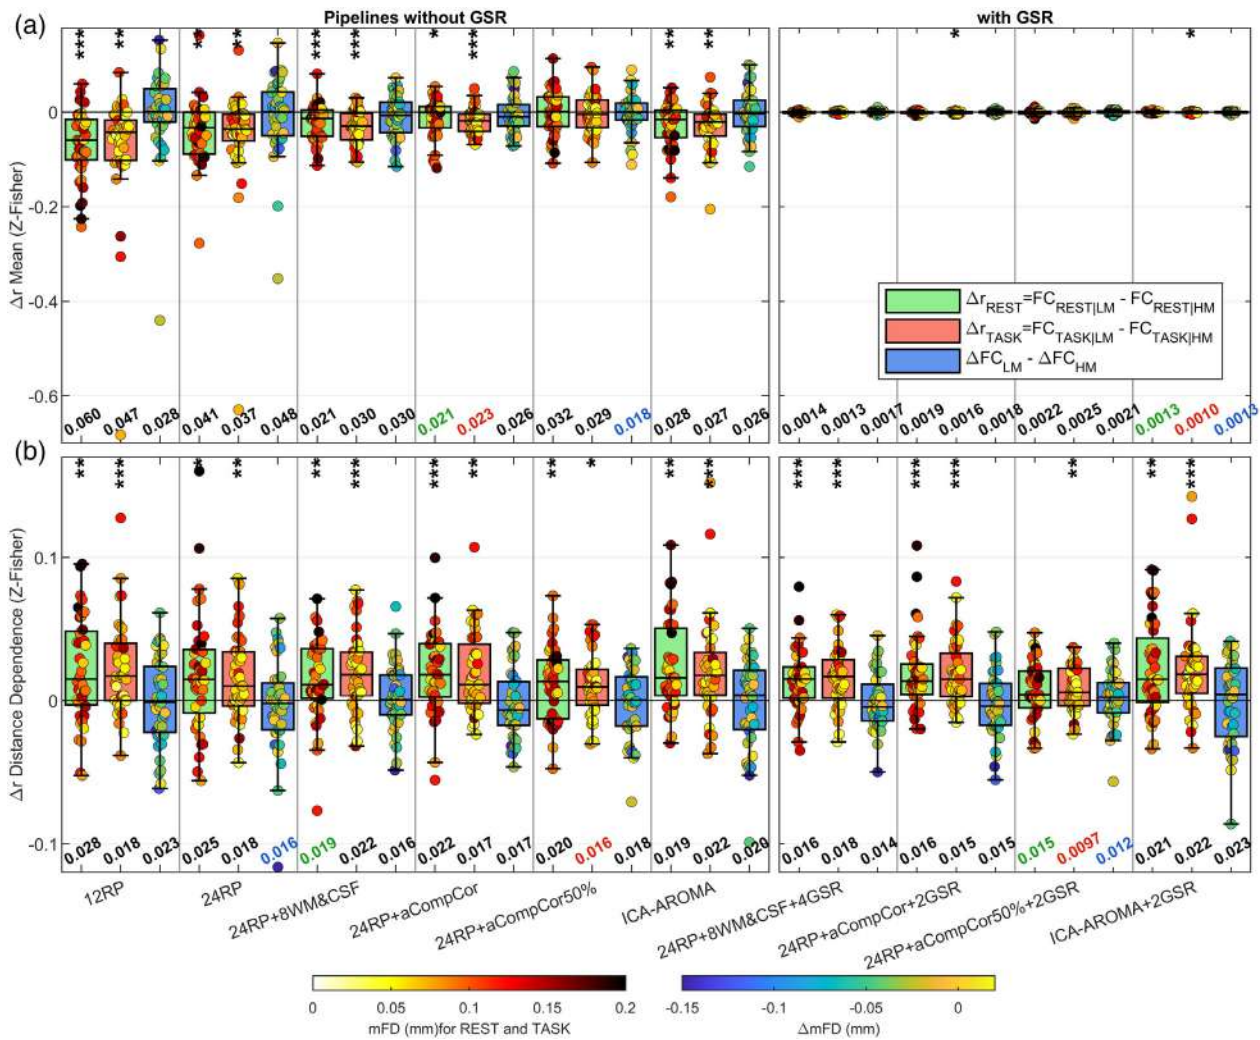 (a)
Pipelines without GSR
with GSR
*** ** ** ** *** *** * *** ** ** * *
Δr Mean (Z-Fisher)
0
-0.2
-0.4
-0.6
Δr_REST=FC_REST|LM - FC_REST|HM
Δr_TASK=FC_TASK|LM - FC_TASK|HM
ΔFC_LM - ΔFC_HM
0.060 0.047 0.028 0.041 0.037 0.048 0.021 0.030 0.030 0.021 0.023 0.026 0.032 0.029 0.018 0.028 0.027 0.026 0.0014 0.0013 0.0017 0.0019 0.0016 0.0018 0.0022 0.0025 0.0021 0.0013 0.0010 0.0013
(b)
** *** * ** ** *** *** ** ** * ** *** *** *** *** *** ** ** ***
Δr Distance Dependence (Z-Fisher)
0.1
0
-0.1
0.028 0.018 0.023 0.025 0.018 0.016 0.019 0.022 0.016 0.022 0.017 0.017 0.020 0.016 0.018 0.019 0.022 0.020 0.016 0.018 0.014 0.016 0.015 0.015 0.015 0.0097 0.012 0.021 0.022 0.023
12RP
24RP
24RP+8WM&CSF
24RP+aCompCor
24RP+aCompCor50%
ICA-AROMA
24RP+8WM&CSF+4GSR
24RP+aCompCor+2GSR
24RP+aCompCor50%+2GSR
ICA-AROMA+2GSR
0 0.05 0.1 0.15 0.2
mFD (mm)for REST and TASK
-0.15 -0.1 -0.05 0
ΔmFD (mm)